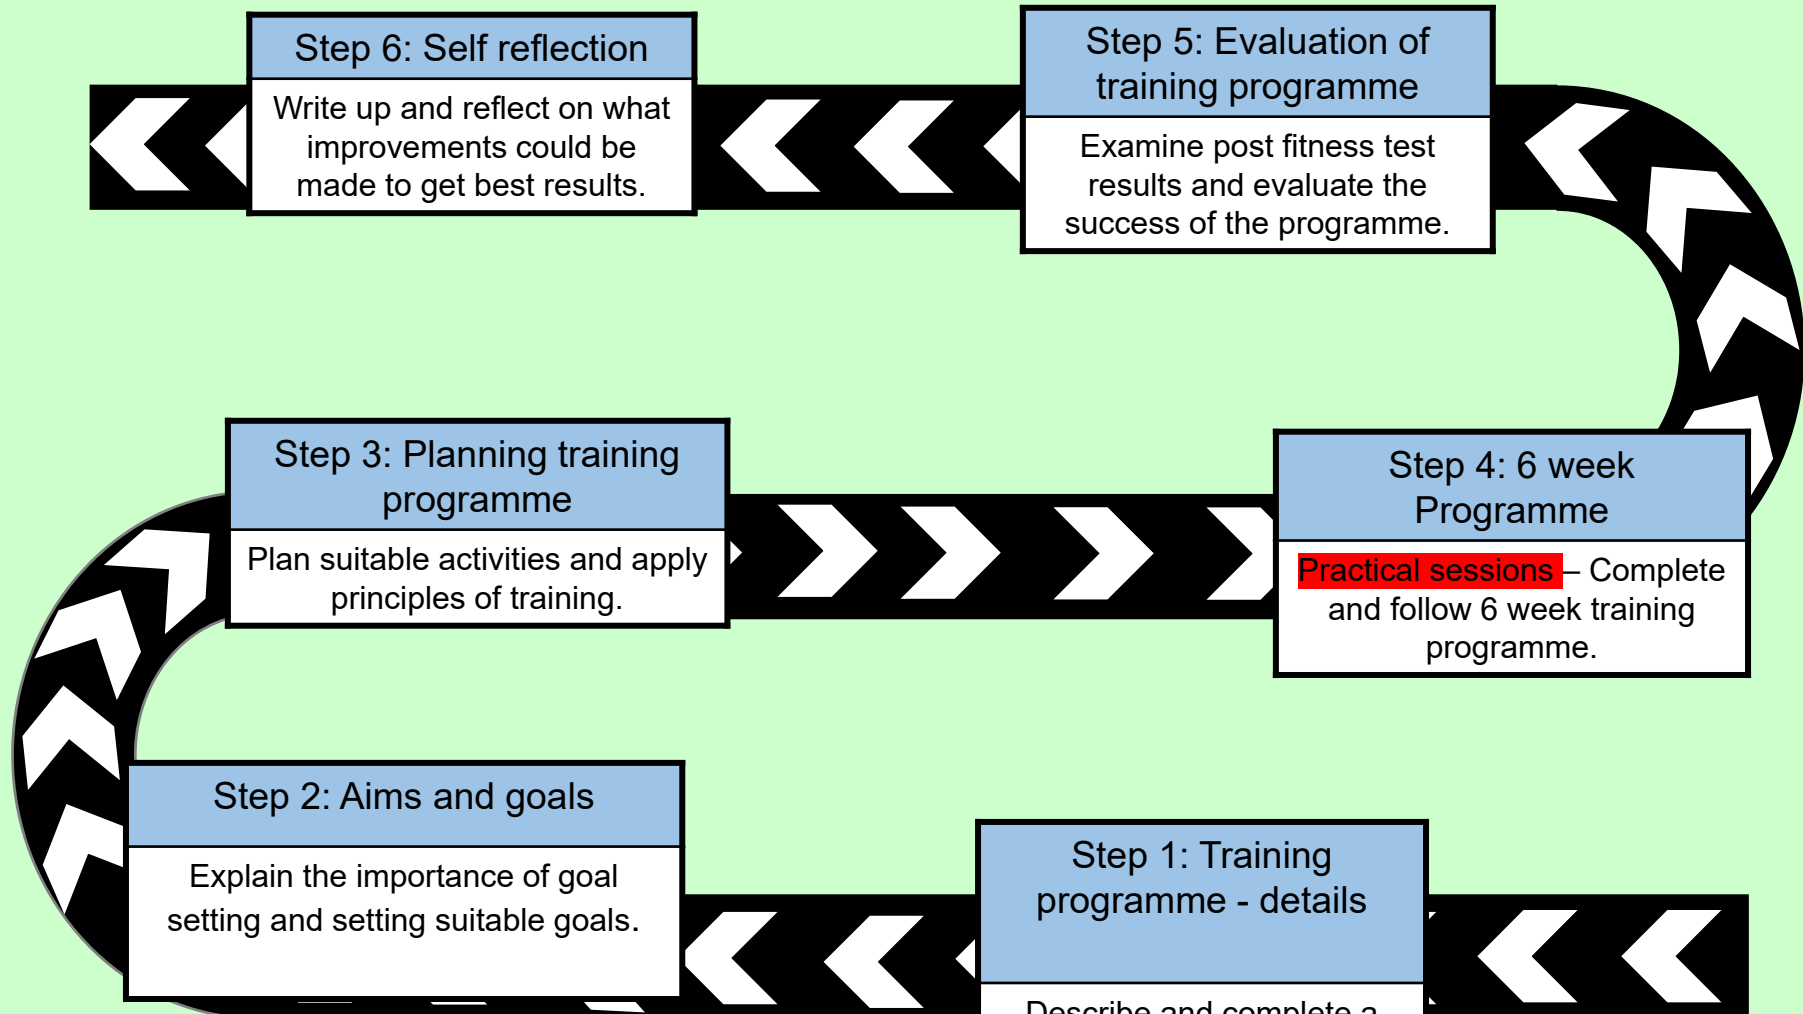 Step 6: Self reflection
Write up and reflect on what
improvements could be
made to get best results.
Step 5: Evaluation of
training programme
Examine post fitness test
results and evaluate the
success of the programme.
Step 3: Planning training
programme
Plan suitable activities and apply
principles of training.
Step 4: 6 week
Programme
Practical sessions – Complete
and follow 6 week training
programme.
Step 2: Aims and goals
Explain the importance of goal
setting and setting suitable goals.
Step 1: Training
programme - details
Describe and complete a